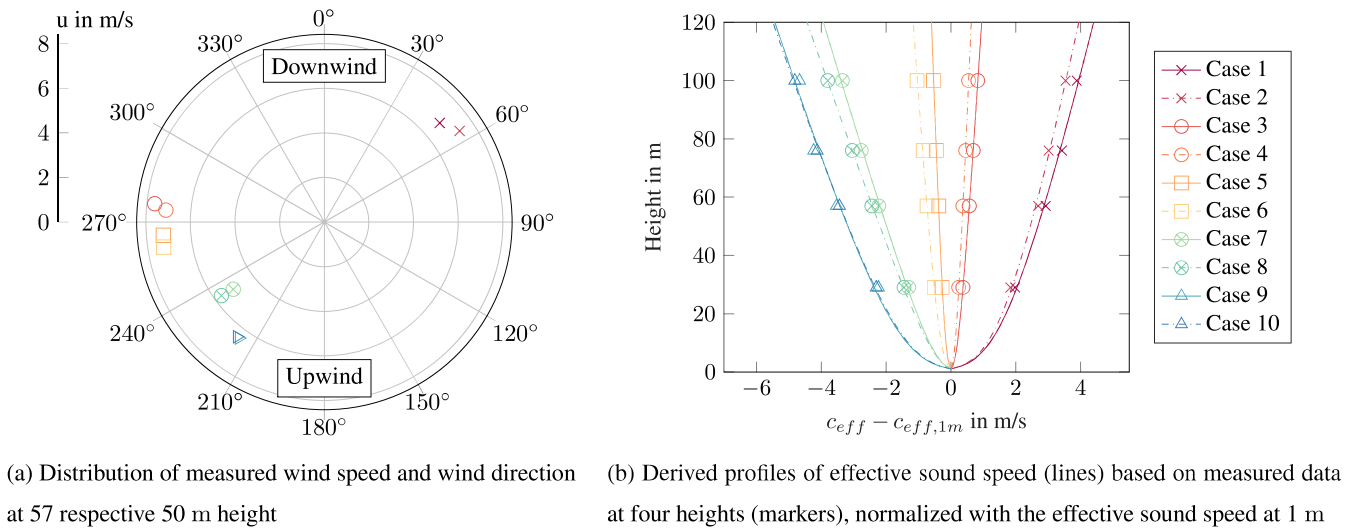 u in m/s
8
6
4
2
0
0°
30°
60°
90°
120°
150°
180°
210°
240°
270°
300°
330°
Downwind
Upwind
120
100
80
60
40
20
0
Height in m
−6
−4
−2
0
2
4
c_eff − c_eff,1m in m/s
Case 1
Case 2
Case 3
Case 4
Case 5
Case 6
Case 7
Case 8
Case 9
Case 10
(a) Distribution of measured wind speed and wind direction
at 57 respective 50 m height
(b) Derived profiles of effective sound speed (lines) based on measured data
at four heights (markers), normalized with the effective sound speed at 1 m